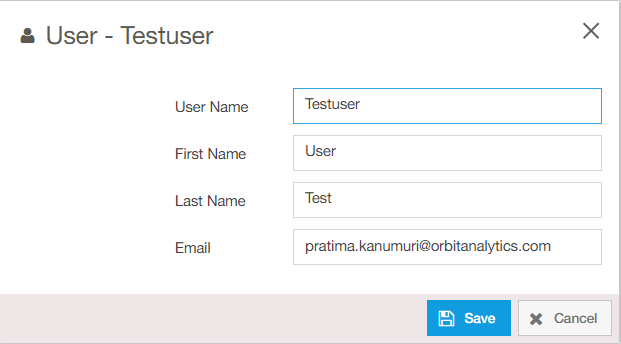 User - Testuser
User Name Testuser
First Name User
Last Name Test
Email pratima.kanumuri@orbitanalytics.com
Save Cancel